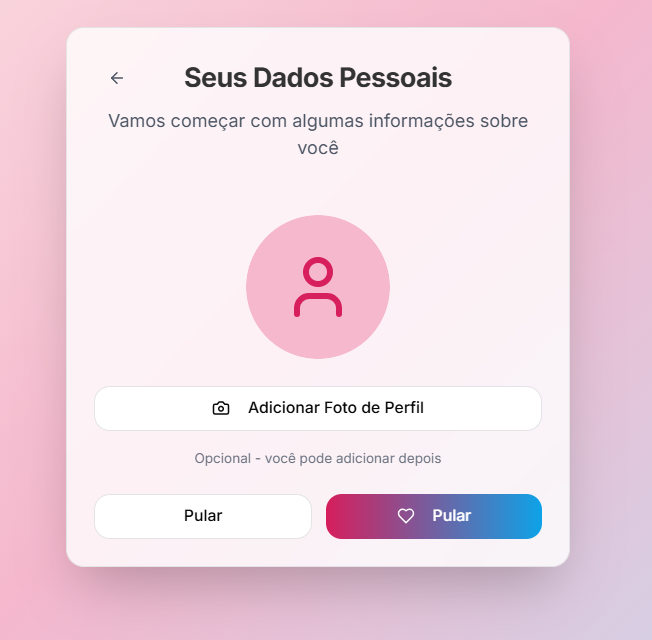 Seus Dados Pessoais
Vamos começar com algumas informações sobre
você
Adicionar Foto de Perfil
Opcional - você pode adicionar depois
Pular
Pular